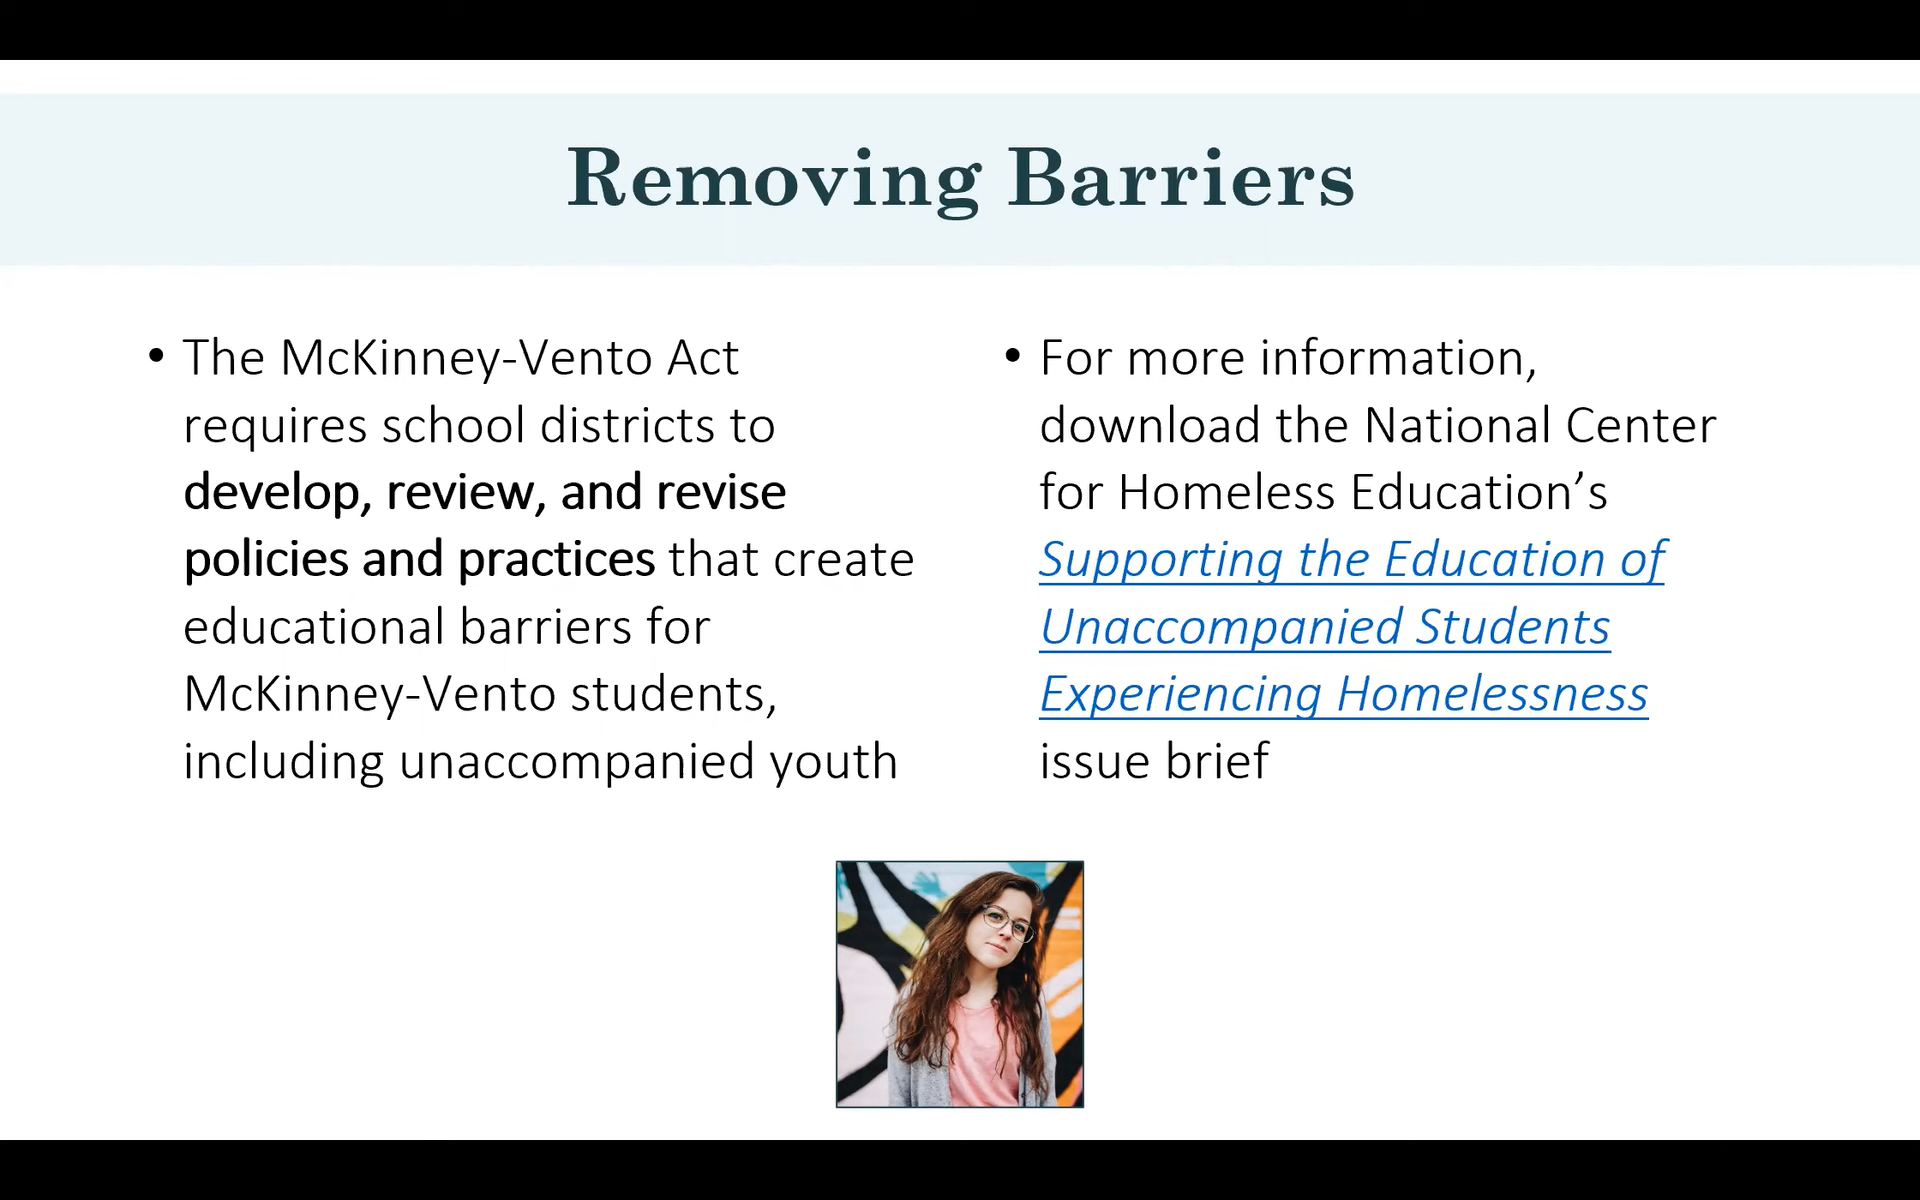 Removing Barriers
• The McKinney-Vento Act
requires school districts to
develop, review, and revise
policies and practices that create
educational barriers for
McKinney-Vento students,
including unaccompanied youth
• For more information,
download the National Center
for Homeless Education’s
Supporting the Education of
Unaccompanied Students
Experiencing Homelessness
issue brief